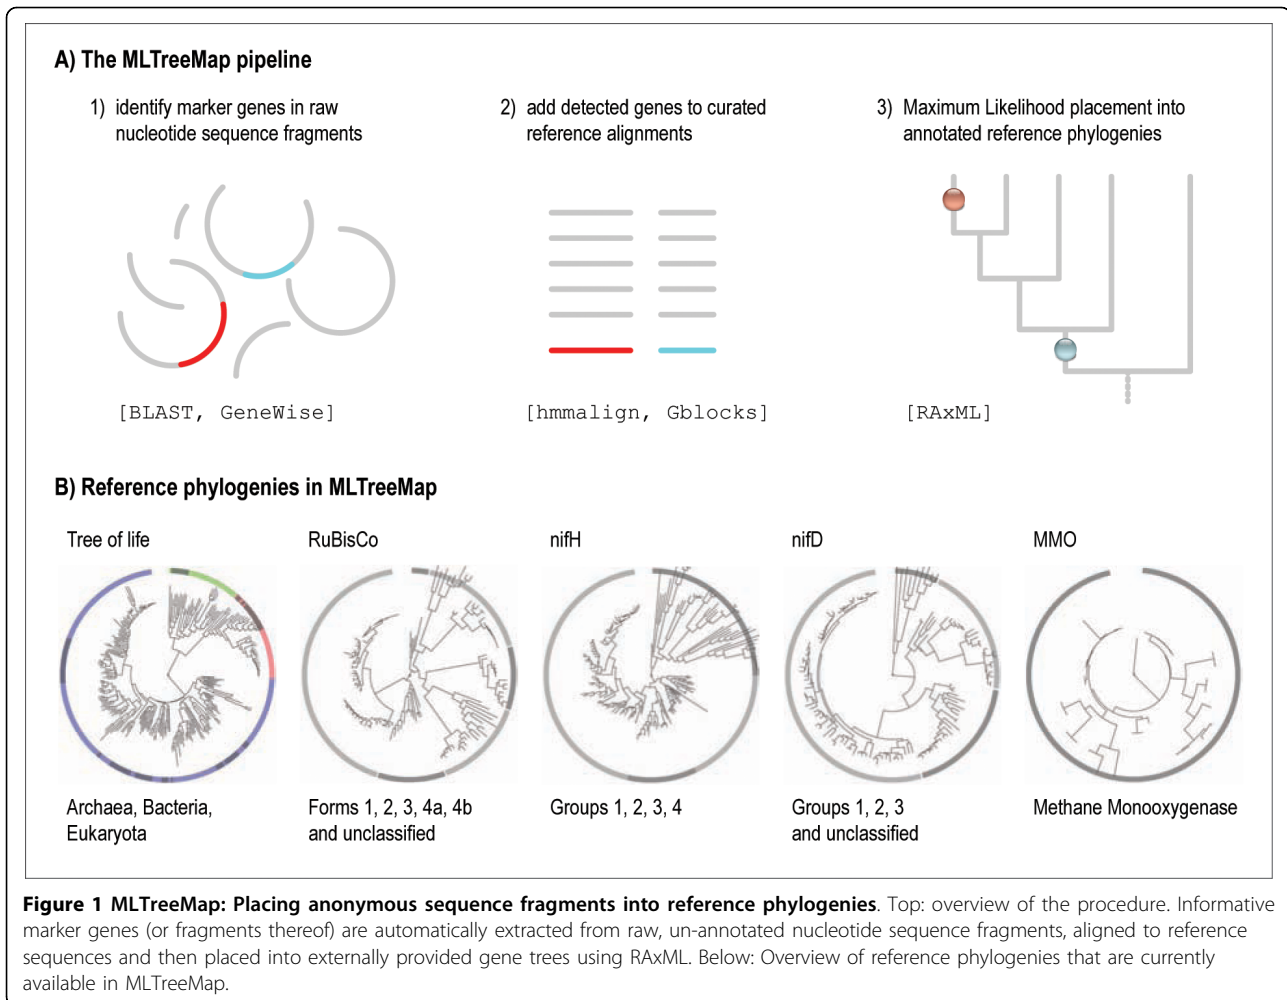 A) The MLTreeMap pipeline
1) identify marker genes in raw
nucleotide sequence fragments
2) add detected genes to curated
reference alignments
3) Maximum Likelihood placement into
annotated reference phylogenies
[BLAST, GeneWise]
[hmmalign, Gblocks]
[RAxML]
B) Reference phylogenies in MLTreeMap
Tree of life
RuBisCo
nifH
nifD
MMO
Archaea, Bacteria,
Eukaryota
Forms 1, 2, 3, 4a, 4b
and unclassified
Groups 1, 2, 3, 4
Groups 1, 2, 3
and unclassified
Methane Monooxygenase
Figure 1 MLTreeMap: Placing anonymous sequence fragments into reference phylogenies. Top: overview of the procedure. Informative
marker genes (or fragments thereof) are automatically extracted from raw, un-annotated nucleotide sequence fragments, aligned to reference
sequences and then placed into externally provided gene trees using RAxML. Below: Overview of reference phylogenies that are currently
available in MLTreeMap.